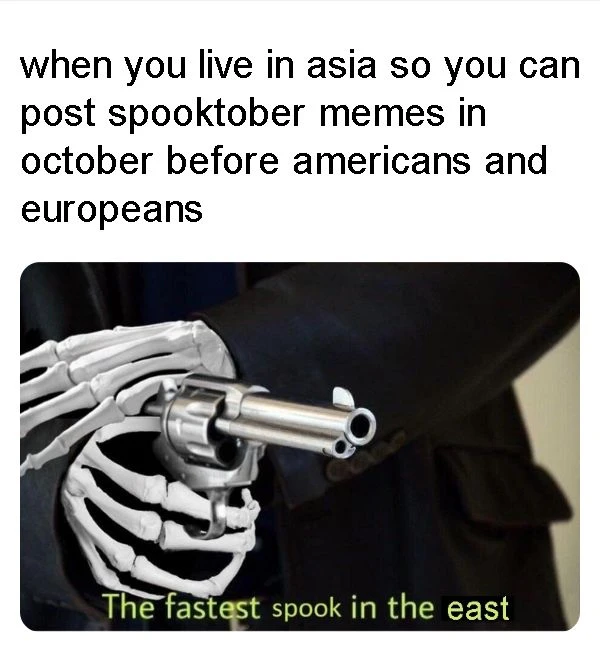 when you live in asia so you can
post spooktober memes in
october before americans and
europeans
The fastest spook in the east